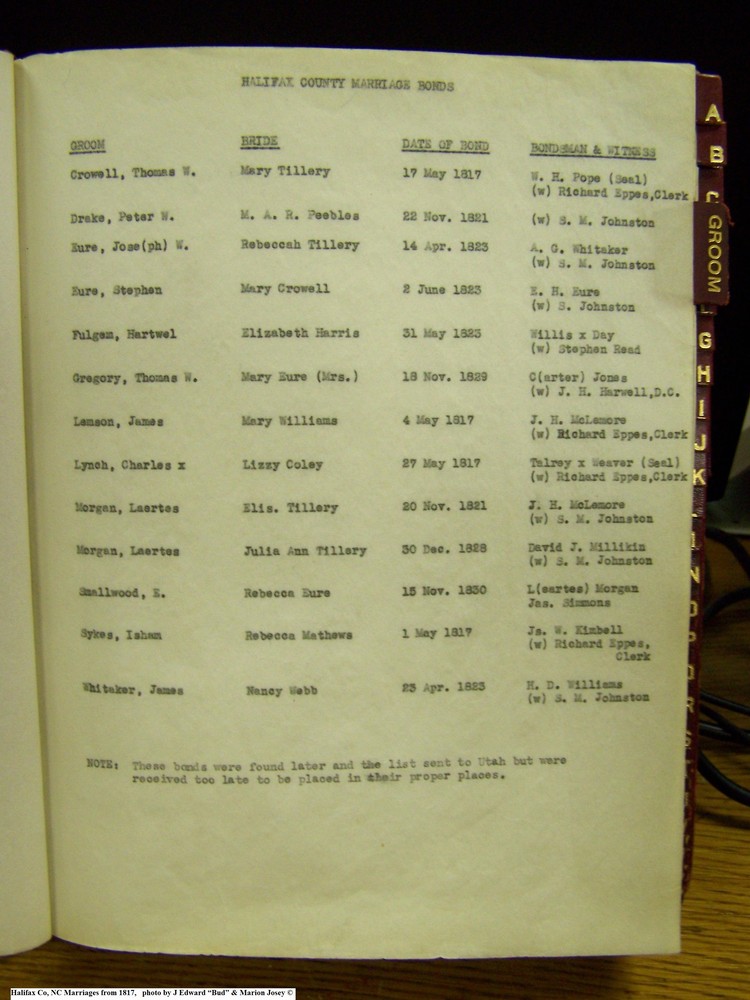 HALIFAX COUNTY MARRIAGE BONDS
GROOM BRIDE DATE OF BOND BONDSMAN & WITNESS
Crowell, Thomas W. Mary Tillery 17 May 1817 W. H. Pope (Seal)
(w) Richard Eppes,Clerk
Drake, Peter W. M. A. R. Peebles 22 Nov. 1821 (w) S. M. Johnston
Eure, Jose(ph) W. Rebeccah Tillery 14 Apr. 1823 A. G. Whitaker
(w) S. M. Johnston
Eure, Stephen Mary Crowell 2 June 1823 E. H. Eure
(w) S. Johnston
Fulgem, Hartwel Elizabeth Harris 31 May 1823 Willis x Day
(w) Stephen Read
Gregory, Thomas W. Mary Eure (Mrs.) 18 Nov. 1829 C(arter) Jones
(w) J. H. Harwell,D.C.
Lemson, James Mary Williams 4 May 1817 J. H. McLemore
(w) Richard Eppes,Clerk
Lynch, Charles x Lizzy Coley 27 May 1817 Talrey x Weaver (Seal)
(w) Richard Eppes,Clerk
Morgan, Laertes Elis. Tillery 20 Nov. 1821 J. H. McLemore
(w) S. M. Johnston
Morgan, Laertes Julia Ann Tillery 30 Dec. 1828 David J. Millikin
(w) S. M. Johnston
Smallwood, E. Rebecca Eure 15 Nov. 1830 L(eartes) Morgan
Jas. Simmons
Sykes, Isham Rebecca Mathews 1 May 1817 Js. W. Kimbell
(w) Richard Eppes,
Clerk
Whitaker, James Nancy Webb 23 Apr. 1823 H. D. Williams
(w) S. M. Johnston
NOTE: These bonds were found later and the list sent to Utah but were
received too late to be placed in their proper places.
A
B
C
GROOM
G
H
I
J
K
L
N
O
P
R
S
Halifax Co, NC Marriages from 1817, photo by J Edward “Bud” & Marion Josey ©